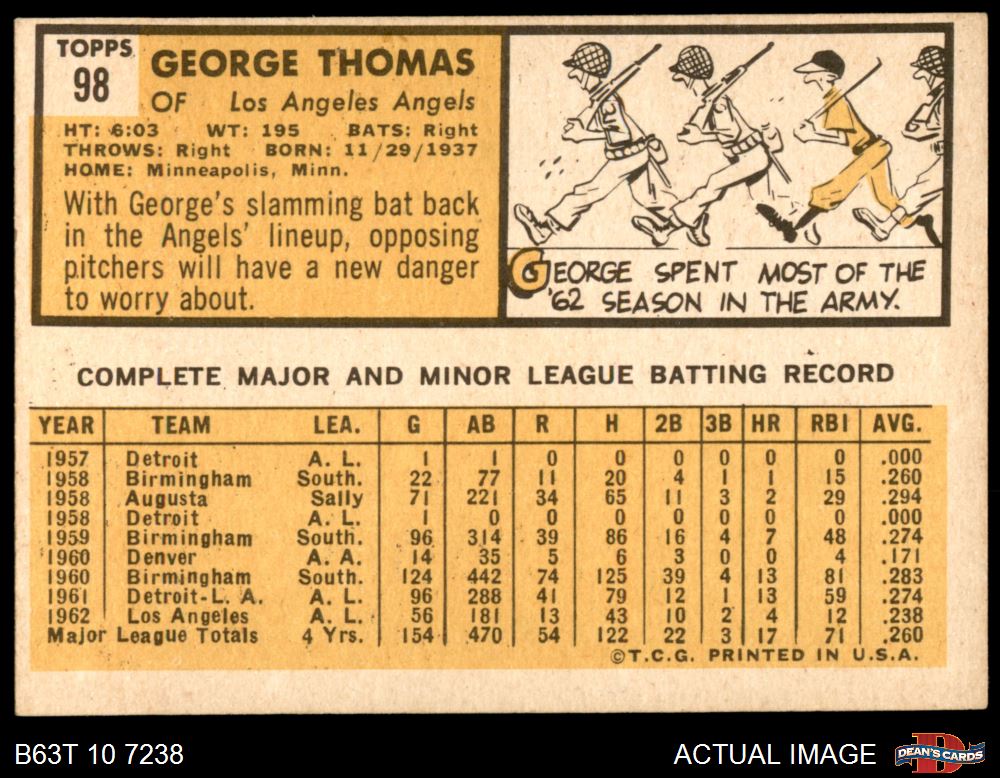 TOPPS
98
GEORGE THOMAS
OF Los Angeles Angels
HT: 6:03 WT: 195 BATS: Right
THROWS: Right BORN: 11/29/1937
HOME: Minneapolis, Minn.
With George's slamming bat back
in the Angels' lineup, opposing
pitchers will have a new danger
to worry about.
GEORGE SPENT MOST OF THE
'62 SEASON IN THE ARMY.
COMPLETE MAJOR AND MINOR LEAGUE BATTING RECORD
YEAR TEAM LEA. G AB R H 2B 3B HR RBI AVG.
1957 Detroit A. L. 1 1 0 0 0 0 0 0 .000
1958 Birmingham South. 22 77 11 20 4 1 1 15 .260
1958 Augusta Sally 71 221 34 65 11 3 2 29 .294
1958 Detroit A. L. 1 0 0 0 0 0 0 0 .000
1959 Birmingham South. 96 314 39 86 16 4 7 48 .274
1960 Denver A. A. 14 35 5 6 3 0 0 4 .171
1960 Birmingham South. 124 442 74 125 39 4 13 81 .283
1961 Detroit-L. A. A. L. 96 288 41 79 12 1 13 59 .274
1962 Los Angeles A. L. 56 181 13 43 10 2 4 12 .238
Major League Totals 4 Yrs. 154 470 54 122 22 3 17 71 .260
©T.C.G. PRINTED IN U.S.A.
B63T 10 7238
ACTUAL IMAGE
DEAN'S CARDS